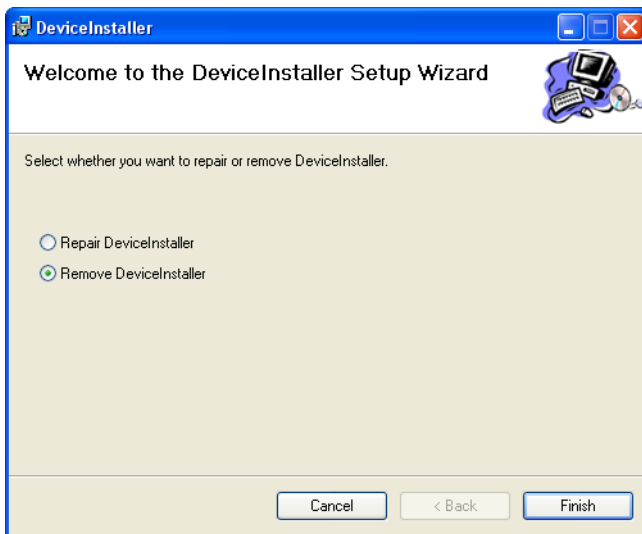 DeviceInstaller
Welcome to the DeviceInstaller Setup Wizard
Select whether you want to repair or remove DeviceInstaller.
Repair DeviceInstaller
Remove DeviceInstaller
Cancel
< Back
Finish